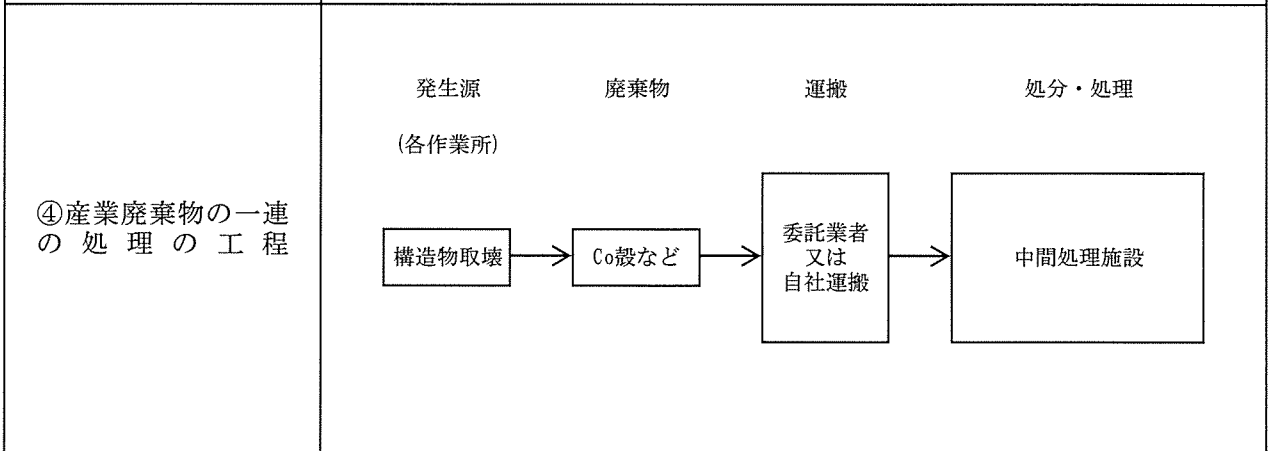 ④産業廃棄物の一連
の処理の工程
発生源
廃棄物
運搬
処分・処理
(各作業所)
構造物取壊
Co殻など
委託業者
又は
自社運搬
中間処理施設